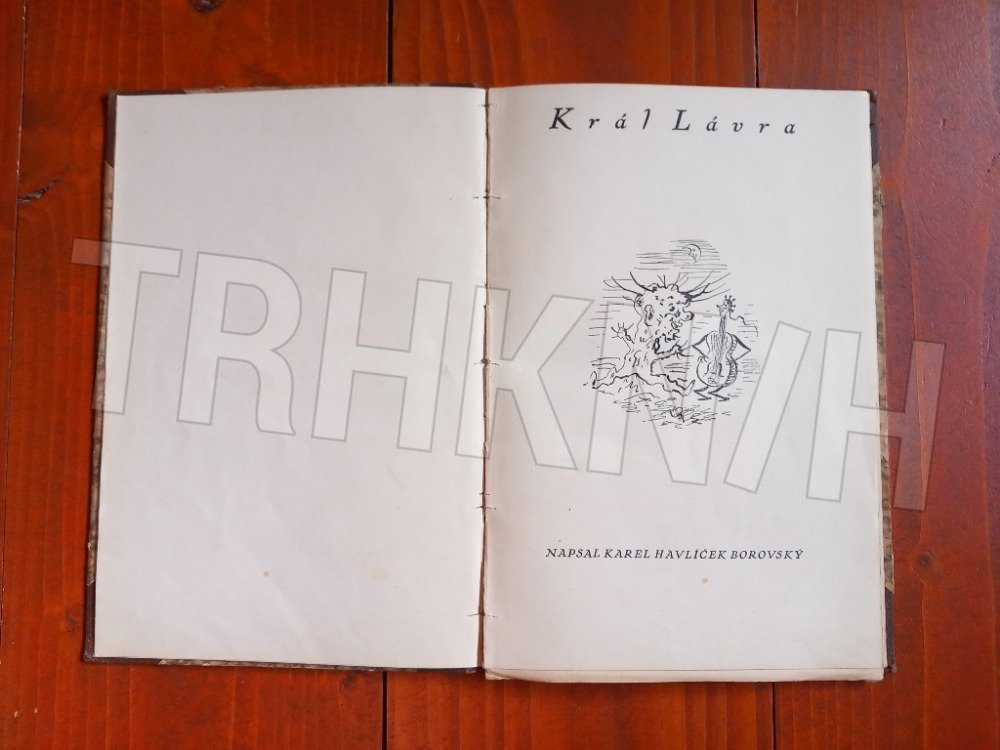 Král Lávra
TRHKNIH
NAPSAL KAREL HAVLÍČEK BOROVSKÝ